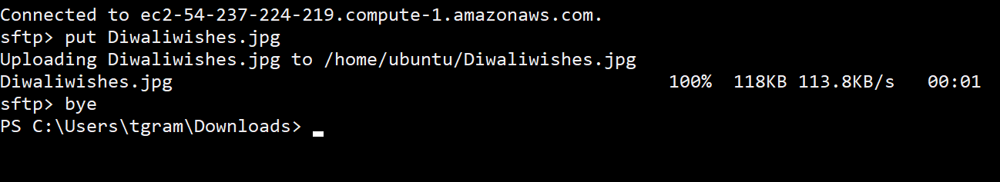 Connected to ec2-54-237-224-219.compute-1.amazonaws.com.
sftp> put Diwaliwishes.jpg
Uploading Diwaliwishes.jpg to /home/ubuntu/Diwaliwishes.jpg
Diwaliwishes.jpg 100% 118KB 113.8KB/s 00:01
sftp> bye
PS C:\Users\tgram\Downloads>